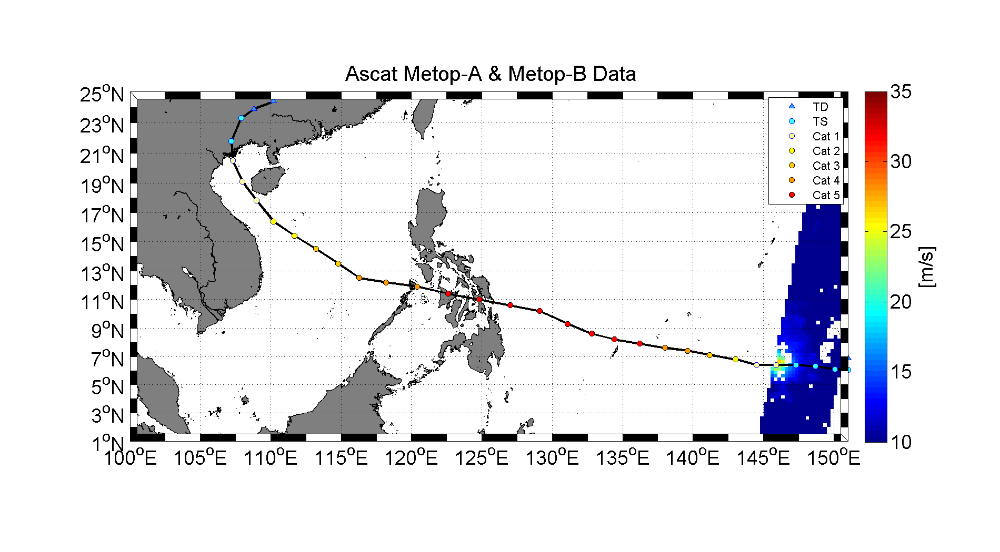 Ascat Metop-A & Metop-B Data
25°N
23°N
21°N
19°N
17°N
15°N
13°N
11°N
9°N
7°N
5°N
3°N
1°N
100°E 105°E 110°E 115°E 120°E 125°E 130°E 135°E 140°E 145°E 150°E
TD
TS
Cat 1
Cat 2
Cat 3
Cat 4
Cat 5
35
30
25
20
15
10
[m/s]